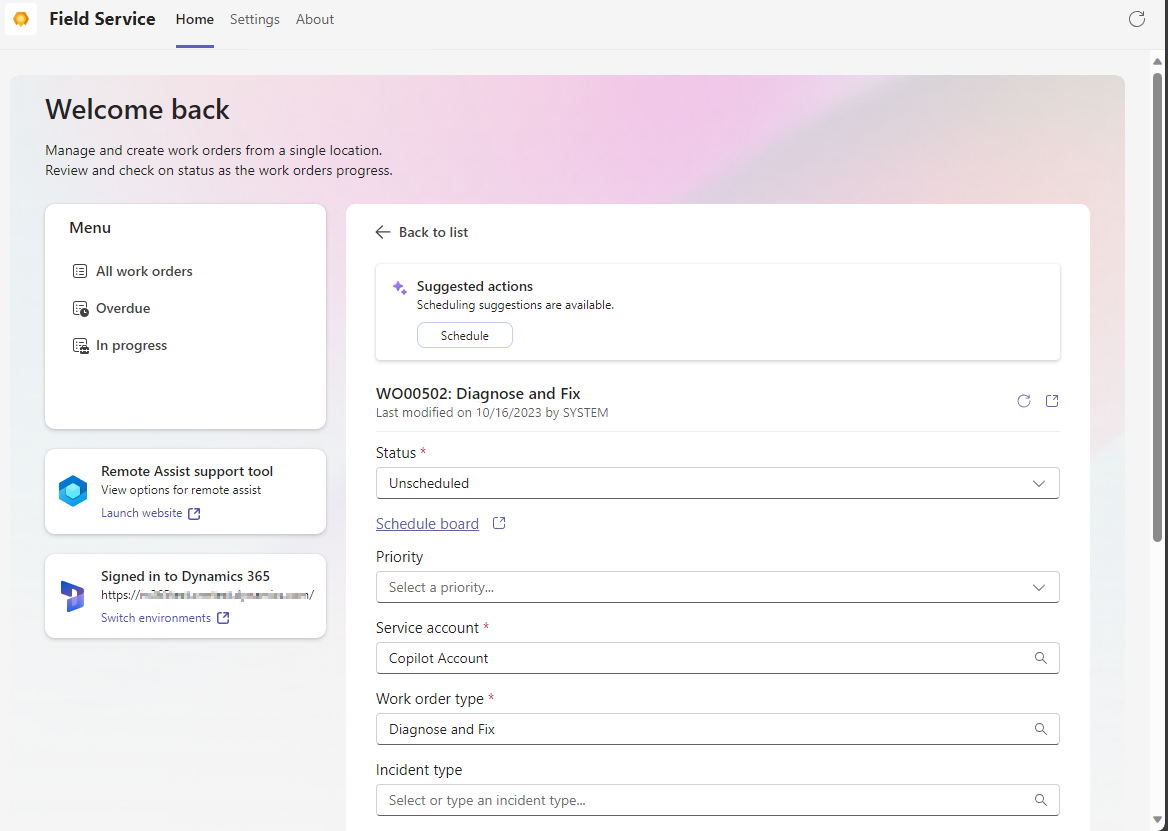 Field Service
Home
Settings
About
Welcome back
Manage and create work orders from a single location.
Review and check on status as the work orders progress.
Menu
All work orders
Overdue
In progress
Remote Assist support tool
View options for remote assist
Launch website
Signed in to Dynamics 365
https://
Switch environments
Back to list
Suggested actions
Scheduling suggestions are available.
Schedule
WO00502: Diagnose and Fix
Last modified on 10/16/2023 by SYSTEM
Status *
Unscheduled
Schedule board
Priority
Select a priority...
Service account *
Copilot Account
Work order type *
Diagnose and Fix
Incident type
Select or type an incident type...